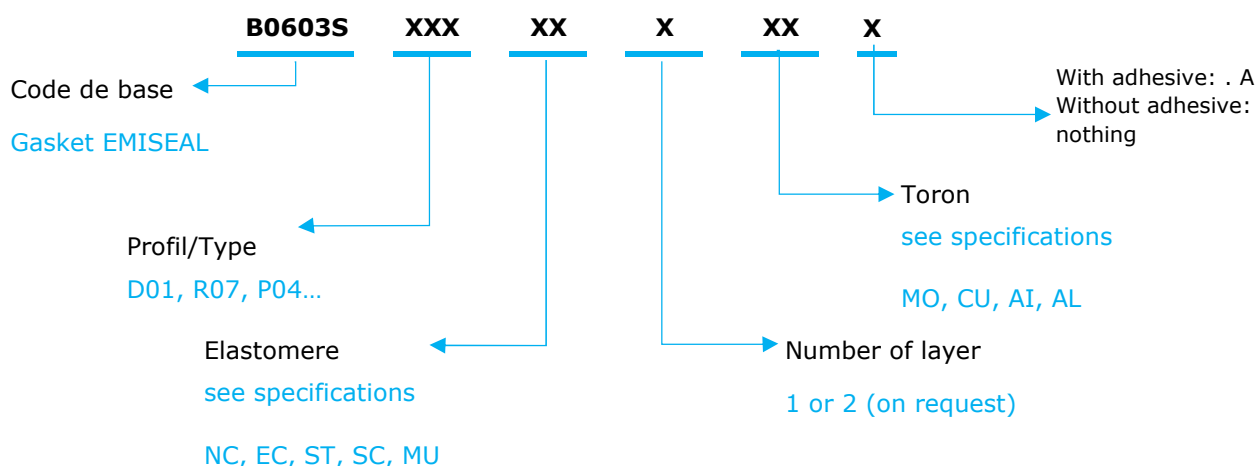 B0603S XXX XX X XX X
Code de base
Gasket EMISEAL
With adhesive: . A
Without adhesive:
nothing
Toron
see specifications
MO, CU, AI, AL
Profil/Type
D01, R07, P04…
Elastomere
see specifications
NC, EC, ST, SC, MU
Number of layer
1 or 2 (on request)